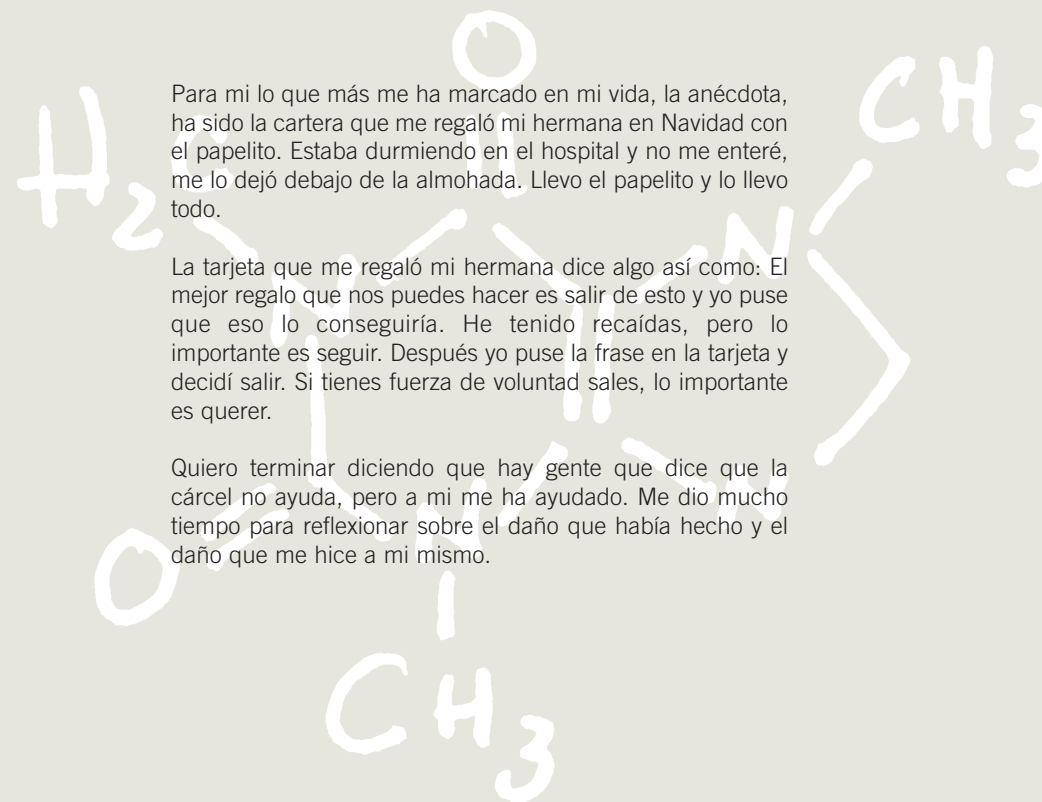 O
CH3
H2C
Para mi lo que más me ha marcado en mi vida, la anécdota,
ha sido la cartera que me regaló mi hermana en Navidad con
el papelito. Estaba durmiendo en el hospital y no me enteré,
me lo dejó debajo de la almohada. Llevo el papelito y lo llevo
todo.
La tarjeta que me regaló mi hermana dice algo así como: El
mejor regalo que nos puedes hacer es salir de esto y yo puse
que eso lo conseguiría. He tenido recaídas, pero lo
importante es seguir. Después yo puse la frase en la tarjeta y
decidí salir. Si tienes fuerza de voluntad sales, lo importante
es querer.
Quiero terminar diciendo que hay gente que dice que la
cárcel no ayuda, pero a mi me ha ayudado. Me dio mucho
tiempo para reflexionar sobre el daño que había hecho y el
daño que me hice a mi mismo.
N
N
N
N
O
CH3